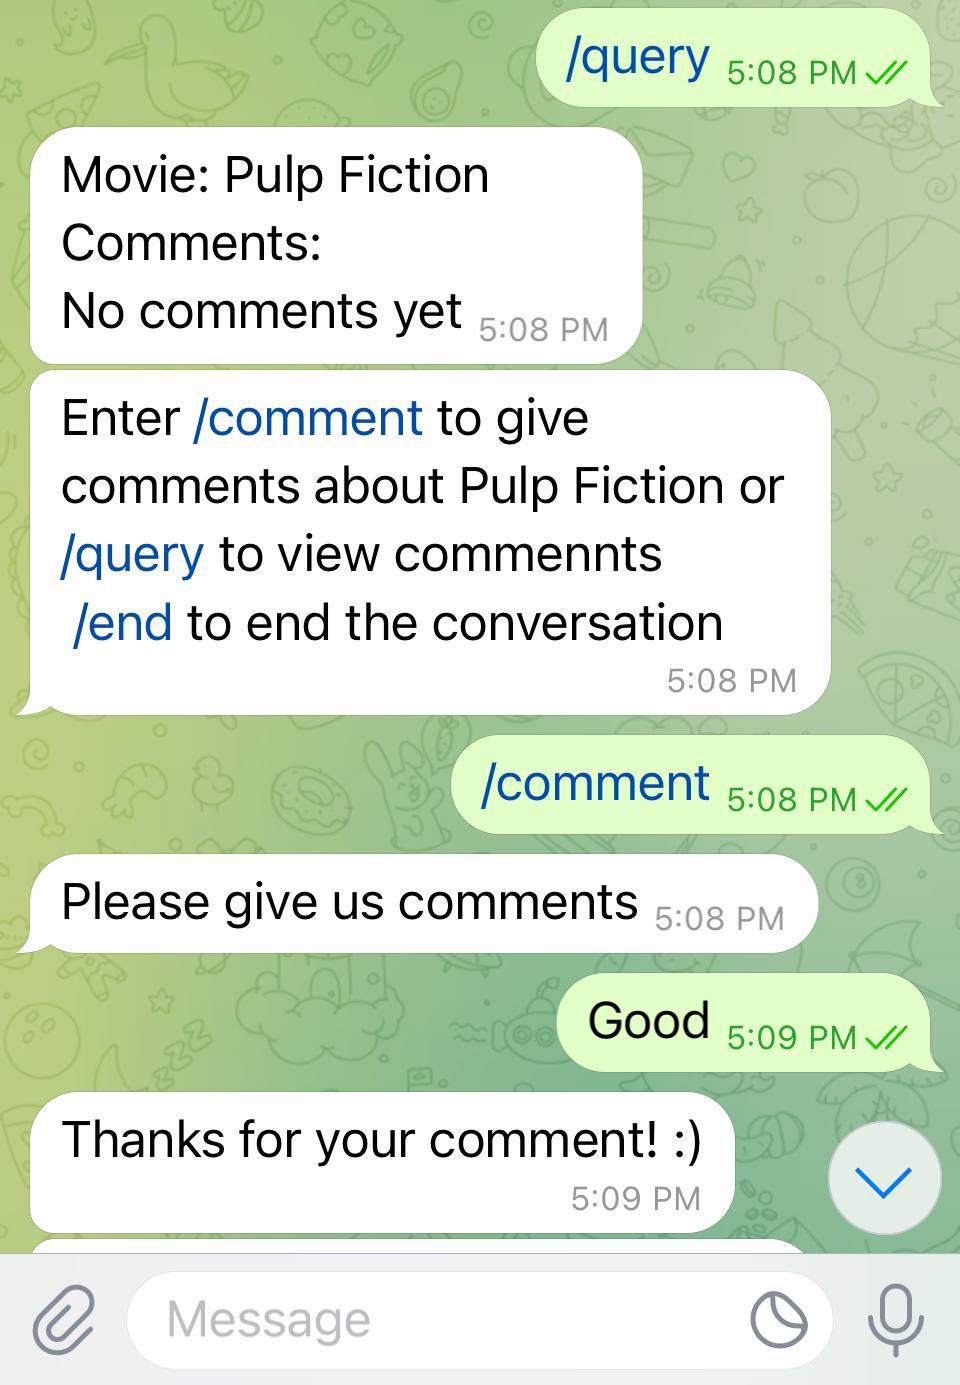 /query 5:08 PM
Movie: Pulp Fiction
Comments:
No comments yet 5:08 PM
Enter /comment to give
comments about Pulp Fiction or
/query to view commennts
/end to end the conversation
5:08 PM
/comment 5:08 PM
Please give us comments 5:08 PM
Good 5:09 PM
Thanks for your comment! :)
5:09 PM
Message